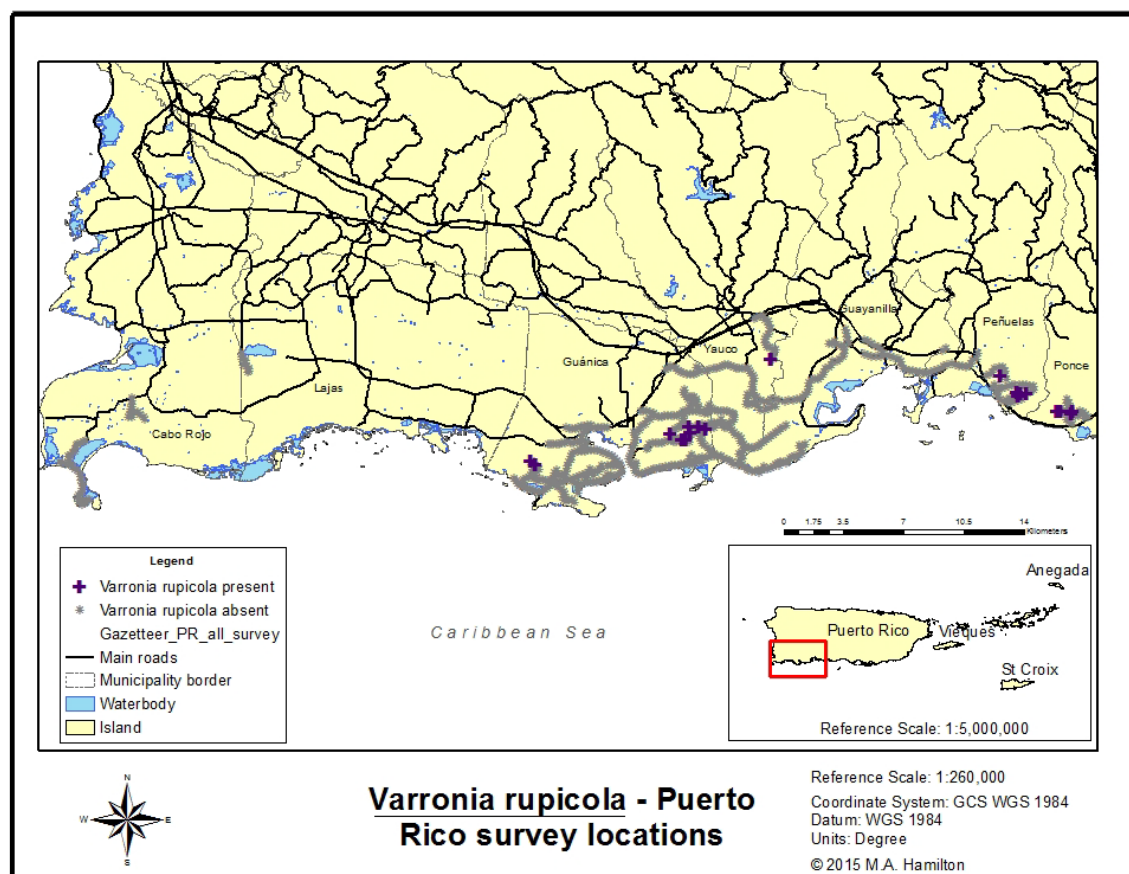 Guayanilla
Peñuelas
Yauco
Guánica
Ponce
Lajas
Cabo Rojo
0 1.75 3.5 7 10.5 14
Kilometers
Legend
Varronia rupicola present
Varronia rupicola absent
Gazetteer_PR_all_survey
Main roads
Municipality border
Waterbody
Island
Caribbean Sea
Anegada
Puerto Rico
Vieques
St Croix
Reference Scale: 1:5,000,000
N
W
E
S
Varronia rupicola - Puerto
Rico survey locations
Reference Scale: 1:260,000
Coordinate System: GCS WGS 1984
Datum: WGS 1984
Units: Degree
© 2015 M.A. Hamilton